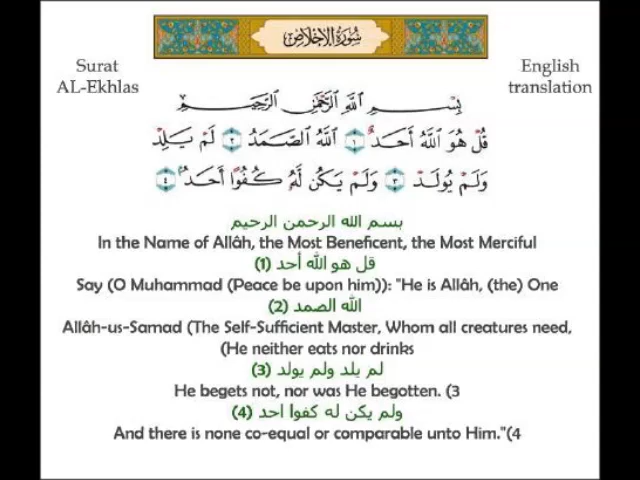 سُورَةُ الإِخْلَاصِ
Surat
AL-Ekhlas
English
translation
بِسْمِ اللَّهِ الرَّحْمَٰنِ الرَّحِيمِ
قُلْ هُوَ اللَّهُ أَحَدٌ ١ اللَّهُ الصَّمَدُ ٢ لَمْ يَلِدْ
وَلَمْ يُولَدْ ٣ وَلَمْ يَكُن لَّهُ كُفُوًا أَحَدٌ ٤
بسم الله الرحمن الرحيم
In the Name of Allâh, the Most Beneficent, the Most Merciful
قل هو الله أحد (1)
Say (O Muhammad (Peace be upon him)): "He is Allâh, (the) One
الله الصمد (2)
Allâh-us-Samad (The Self-Sufficient Master, Whom all creatures need,
(He neither eats nor drinks
لم يلد ولم يولد (3)
He begets not, nor was He begotten. (3
ولم يكن له كفوا احد (4)
And there is none co-equal or comparable unto Him."(4